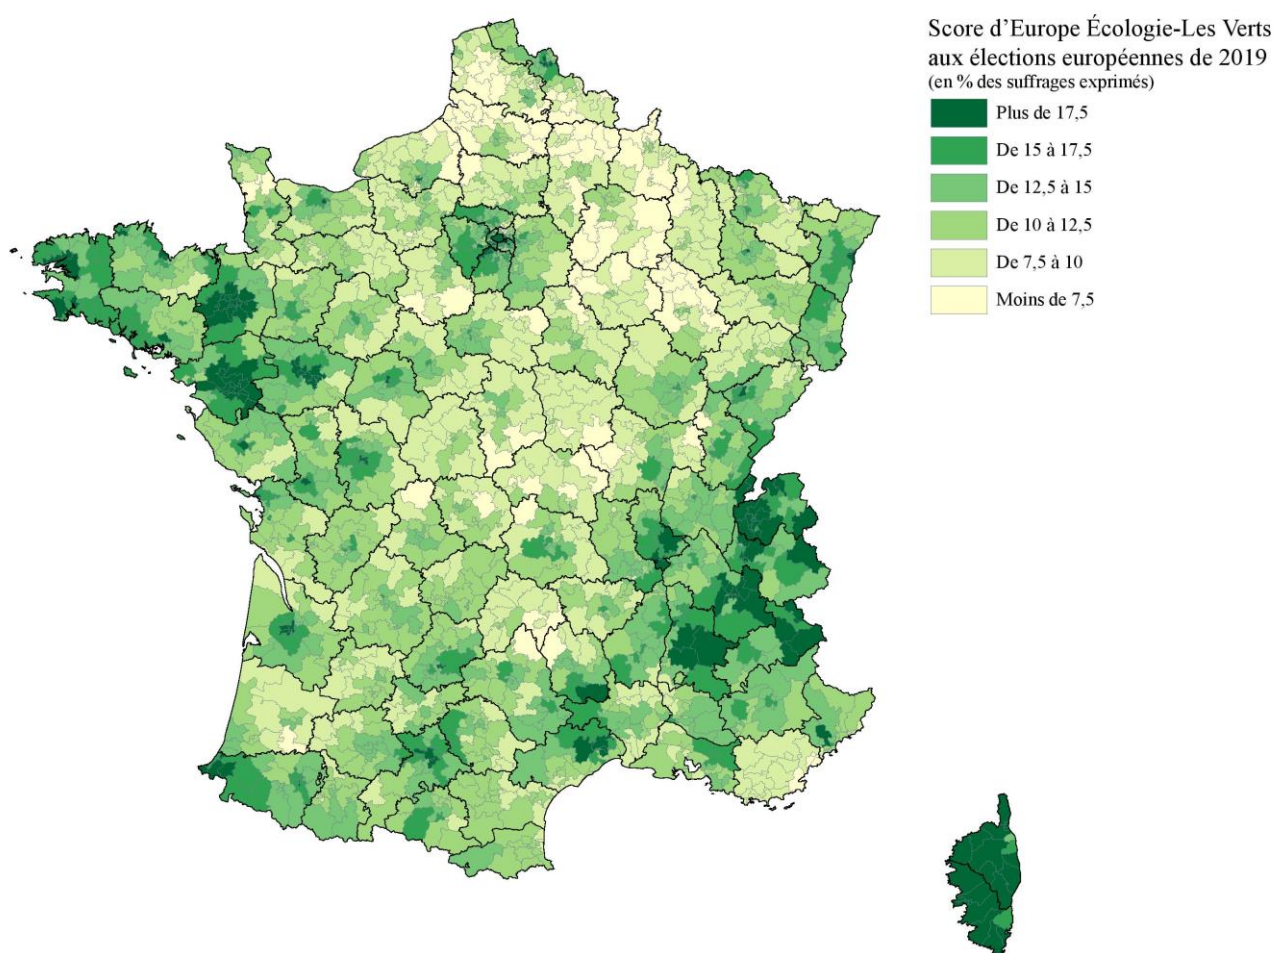 Score d’Europe Écologie-Les Verts
aux élections européennes de 2019
(en % des suffrages exprimés)
Plus de 17,5
De 15 à 17,5
De 12,5 à 15
De 10 à 12,5
De 7,5 à 10
Moins de 7,5